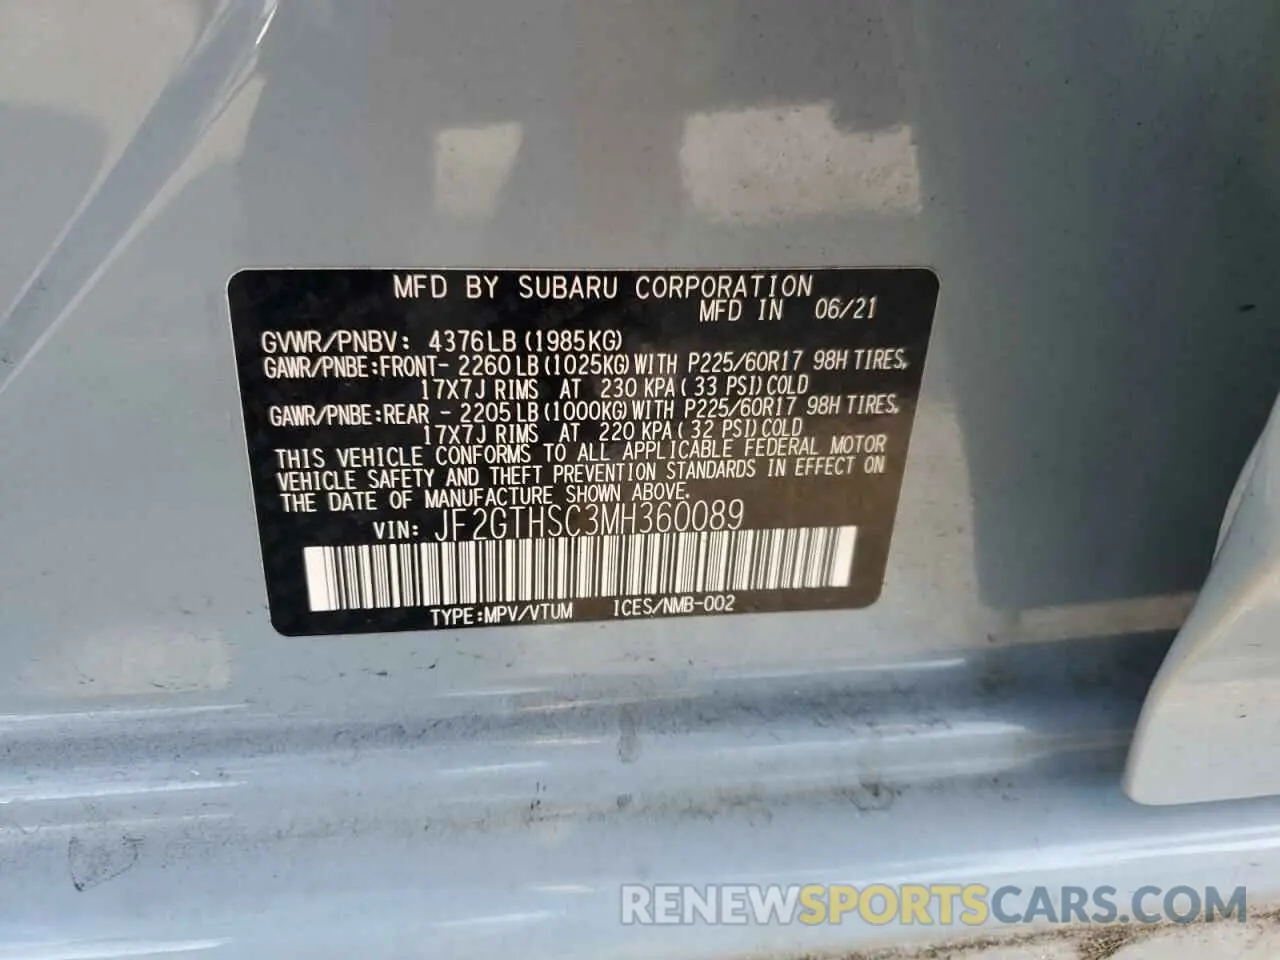 MFD BY SUBARU CORPORATION
MFD IN 06/21
GVWR/PNBV: 4376LB (1985KG)
GAWR/PNBE:FRONT- 2260LB (1025KG) WITH P225/60R17 98H TIRES,
17X7J RIMS AT 230 KPA ( 33 PSI) COLD
GAWR/PNBE:REAR - 2205LB (1000KG) WITH P225/60R17 98H TIRES,
17X7J RIMS AT 220 KPA ( 32 PSI) COLD
THIS VEHICLE CONFORMS TO ALL APPLICABLE FEDERAL MOTOR
VEHICLE SAFETY AND THEFT PREVENTION STANDARDS IN EFFECT ON
THE DATE OF MANUFACTURE SHOWN ABOVE.
VIN: JF2GTHSC3MH360089
TYPE:MPV/VTUM ICES/NMB-002
RENEWSPORTSCARS.COM